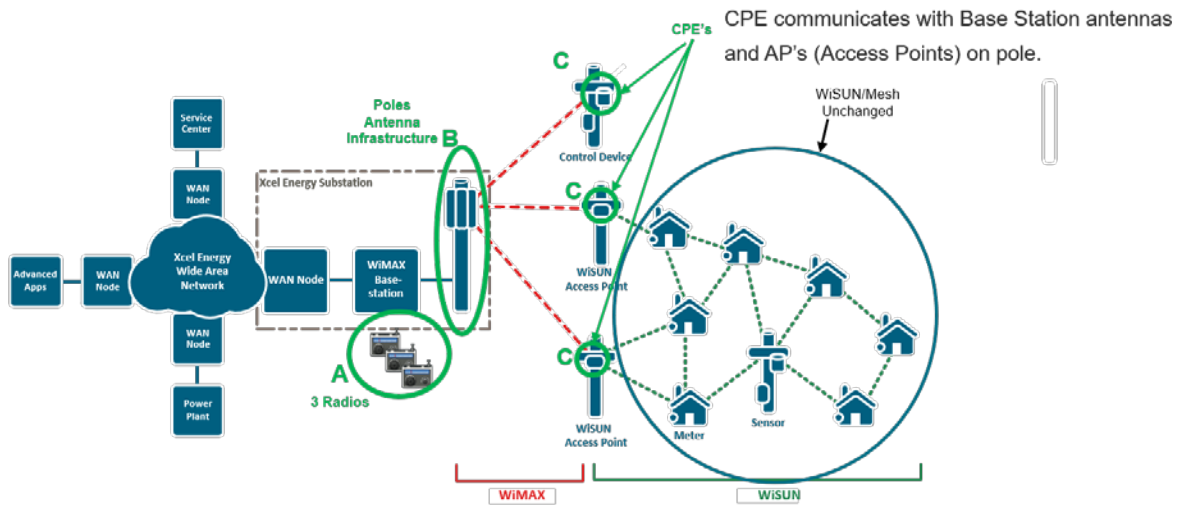 CPE communicates with Base Station antennas
and AP's (Access Points) on pole.
CPE's
C
WiSUN/Mesh
Unchanged
Poles
Antenna
Infrastructure
B
Service
Center
Control Device
Xcel Energy Substation
WAN
Node
C
Xcel Energy
Wide Area
Network
Advanced
Apps
WAN
Node
WAN Node
WiMAX
Base-
station
WiSUN
Access Point
WAN
Node
C
A
3 Radios
Power
Plant
WiSUN
Access Point
Meter
Sensor
WiMAX
WiSUN